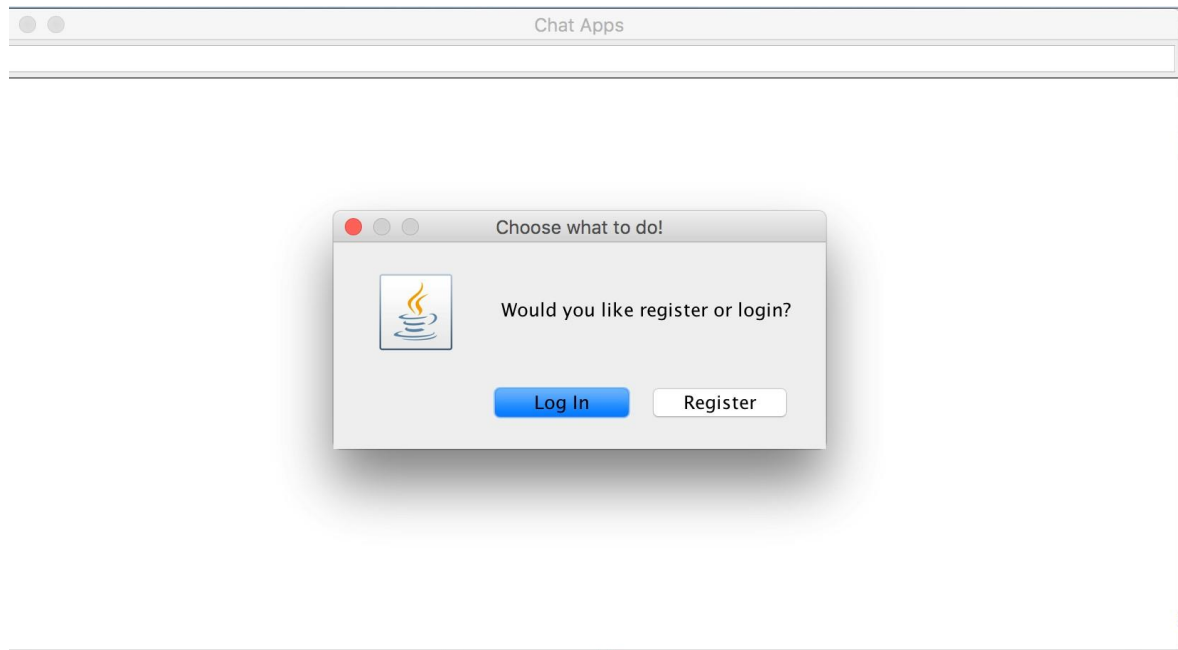 Chat Apps
Choose what to do!
Would you like register or login?
Log In
Register